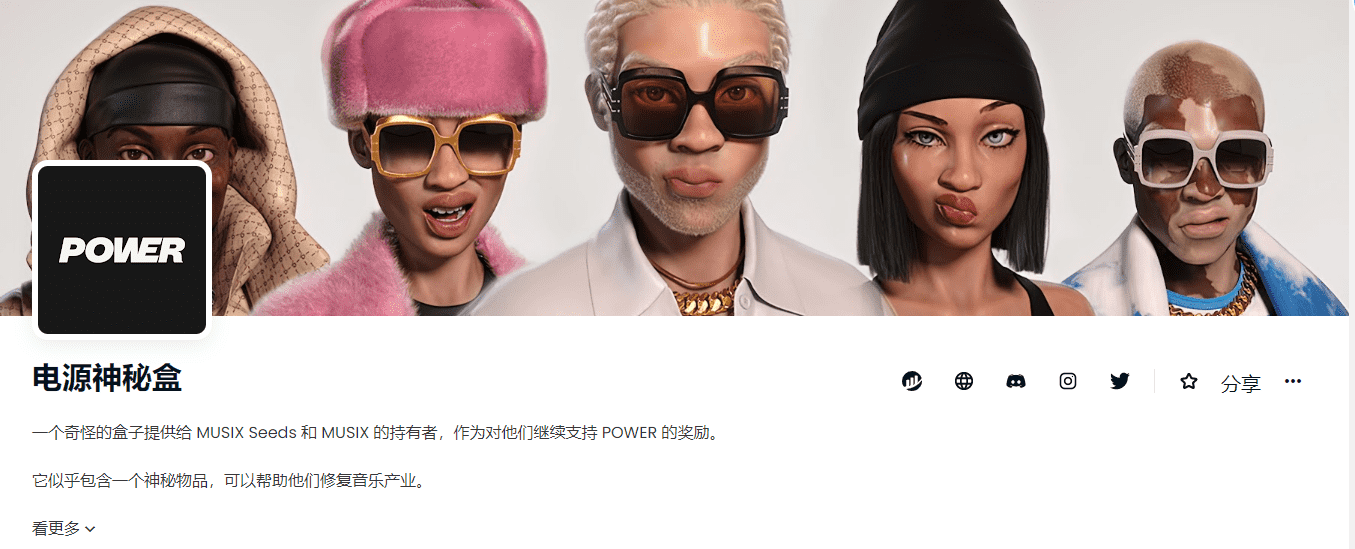 POWER
电源神秘盒
分享
一个奇怪的盒子提供给 MUSIX Seeds 和 MUSIX 的持有者，作为对他们继续支持 POWER 的奖励。
它似乎包含一个神秘物品，可以帮助他们修复音乐产业。
看更多